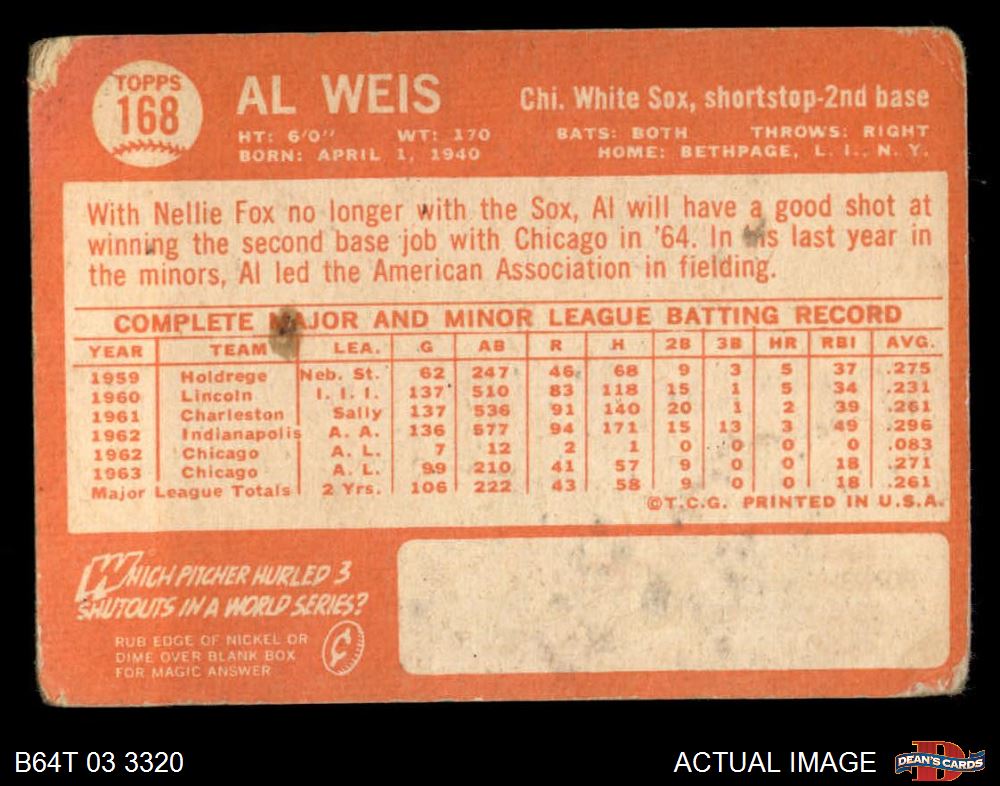 TOPPS
168
AL WEIS
Chi. White Sox, shortstop-2nd base
HT: 6'0" WT: 170 BATS: BOTH THROWS: RIGHT
BORN: APRIL 1, 1940 HOME: BETHPAGE, L. I., N. Y.
With Nellie Fox no longer with the Sox, Al will have a good shot at
winning the second base job with Chicago in '64. In his last year in
the minors, Al led the American Association in fielding.
COMPLETE MAJOR AND MINOR LEAGUE BATTING RECORD
YEAR TEAM LEA. G AB R H 2B 3B HR RBI AVG.
1959 Holdrege Neb. St. 62 247 46 68 9 3 5 37 .275
1960 Lincoln I. I. I. 137 510 83 118 15 1 5 34 .231
1961 Charleston Sally 137 536 91 140 20 1 2 39 .261
1962 Indianapolis A. A. 136 577 94 171 15 13 3 49 .296
1962 Chicago A. L. 7 12 2 1 0 0 0 0 .083
1963 Chicago A. L. 99 210 41 57 9 0 0 18 .271
Major League Totals 2 Yrs. 106 222 43 58 9 0 0 18 .261
©T.C.G. PRINTED IN U.S.A.
WHICH PITCHER HURLED 3
SHUTOUTS IN A WORLD SERIES?
RUB EDGE OF NICKEL OR
DIME OVER BLANK BOX
FOR MAGIC ANSWER
¢
B64T 03 3320
ACTUAL IMAGE
D
DEAN'S CARDS